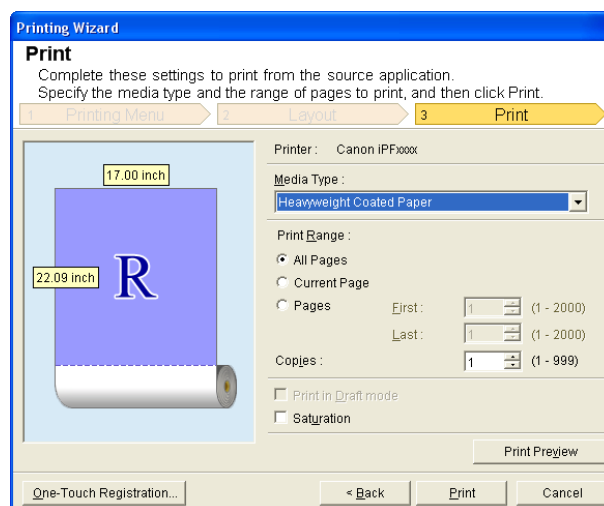 Printing Wizard
Print
Complete these settings to print from the source application.
Specify the media type and the range of pages to print, and then click Print.
1 Printing Menu 2 Layout 3 Print
Printer : Canon iPFxxxx
17.00 inch
Media Type :
Heavyweight Coated Paper
Print Range :
All Pages
22.09 inch
R
Current Page
Pages First : 1 (1 - 2000)
Last : 1 (1 - 2000)
Copies : 1 (1 - 999)
Print in Draft mode
Saturation
Print Preview
One-Touch Registration... < Back Print Cancel